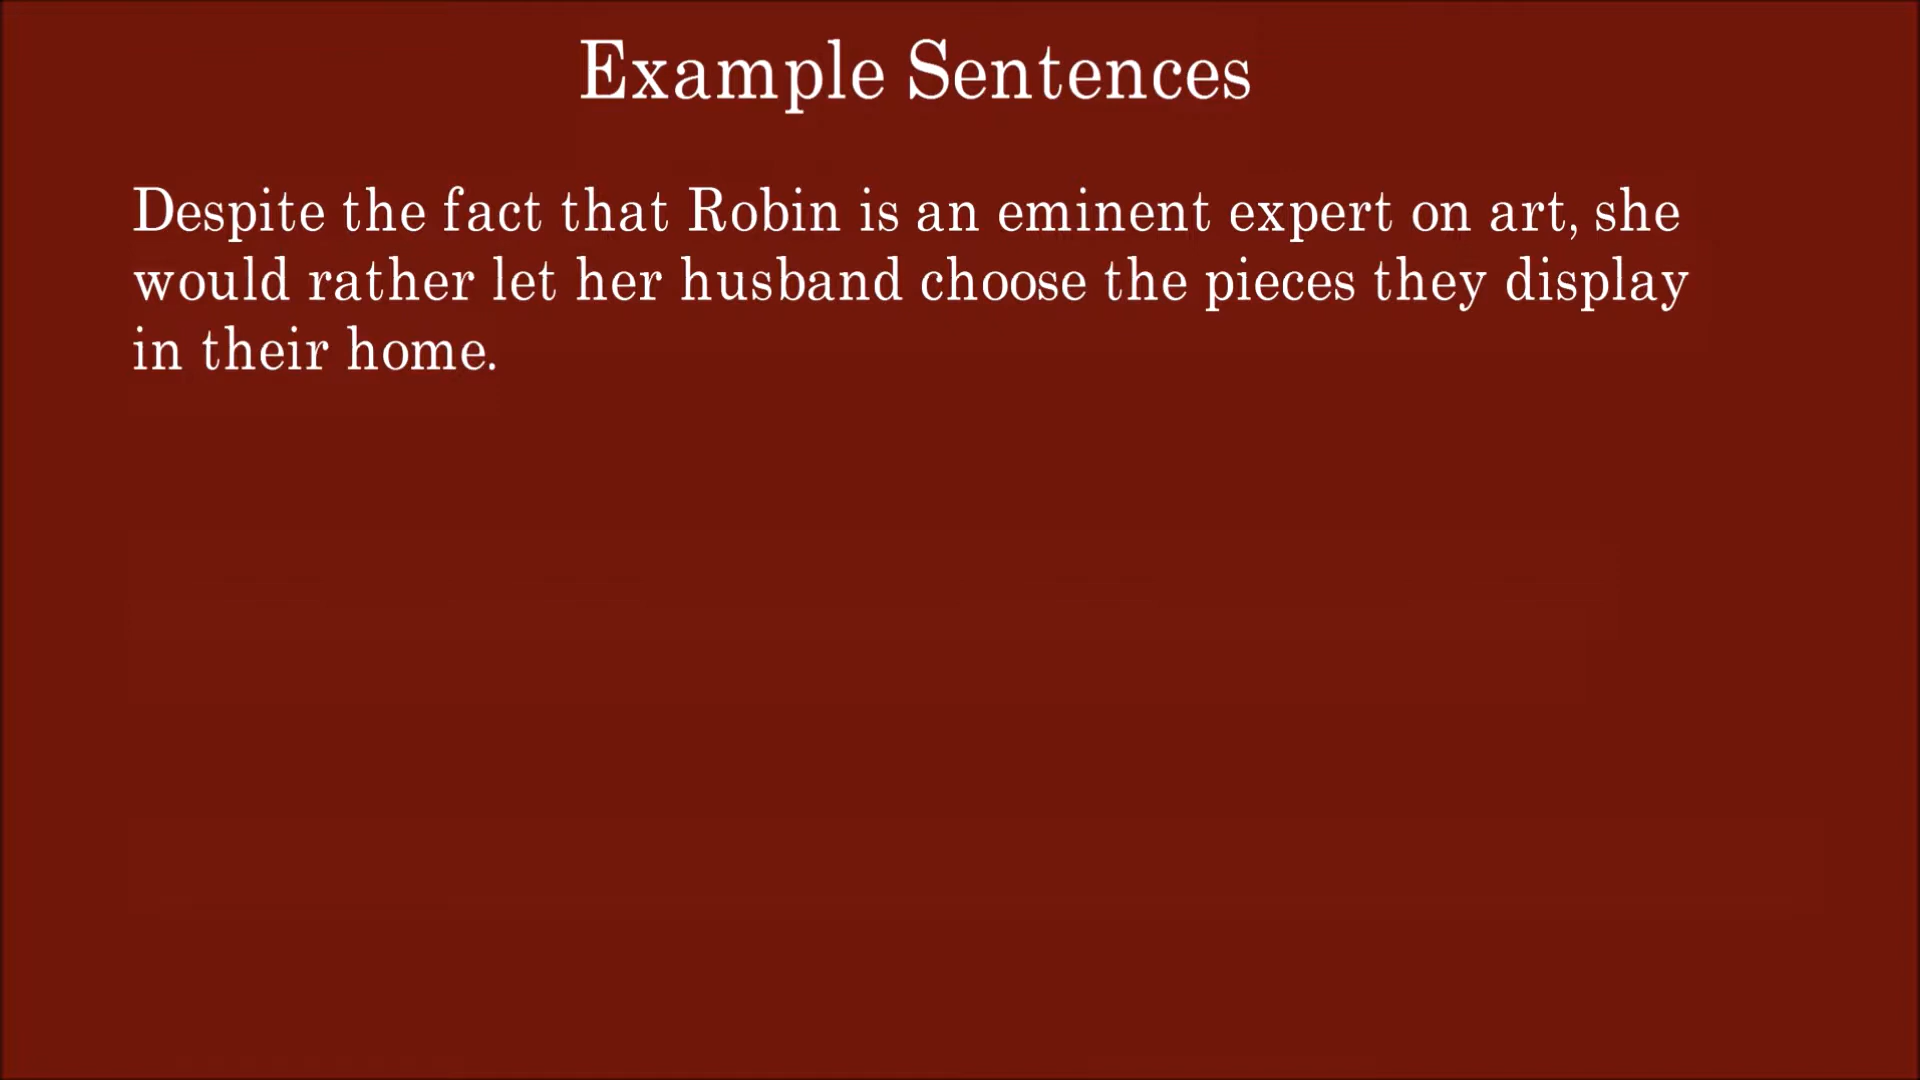 Example Sentences
Despite the fact that Robin is an eminent expert on art, she
would rather let her husband choose the pieces they display
in their home.